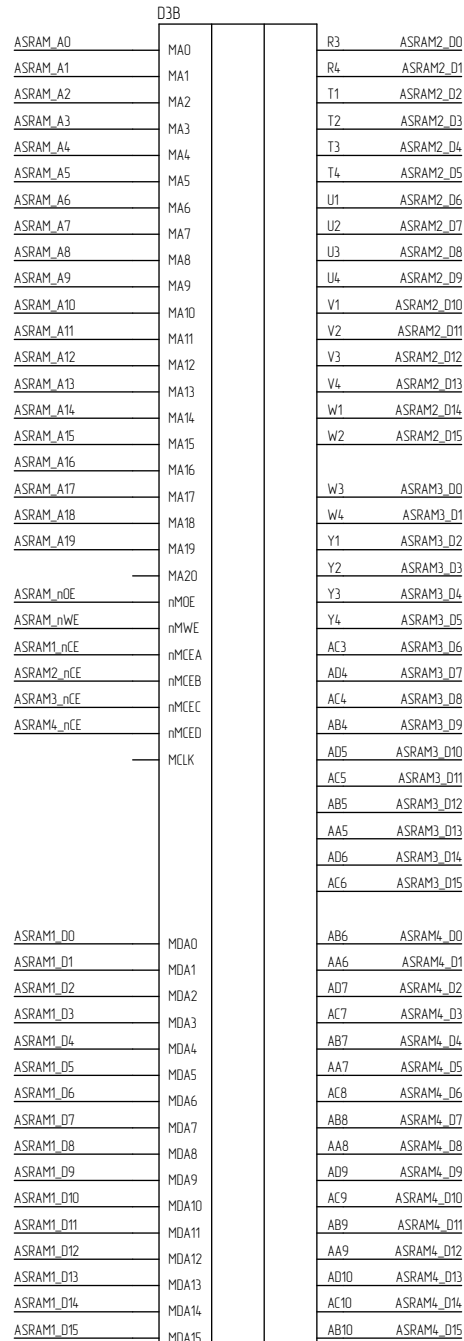 D3B
ASRAM_A0 MA0 R3 ASRAM2_D0
ASRAM_A1 MA1 R4 ASRAM2_D1
ASRAM_A2 MA2 T1 ASRAM2_D2
ASRAM_A3 MA3 T2 ASRAM2_D3
ASRAM_A4 MA4 T3 ASRAM2_D4
ASRAM_A5 MA5 T4 ASRAM2_D5
ASRAM_A6 MA6 U1 ASRAM2_D6
ASRAM_A7 MA7 U2 ASRAM2_D7
ASRAM_A8 MA8 U3 ASRAM2_D8
ASRAM_A9 MA9 U4 ASRAM2_D9
ASRAM_A10 MA10 V1 ASRAM2_D10
ASRAM_A11 MA11 V2 ASRAM2_D11
ASRAM_A12 MA12 V3 ASRAM2_D12
ASRAM_A13 MA13 V4 ASRAM2_D13
ASRAM_A14 MA14 W1 ASRAM2_D14
ASRAM_A15 MA15 W2 ASRAM2_D15
ASRAM_A16 MA16
ASRAM_A17 MA17 W3 ASRAM3_D0
ASRAM_A18 MA18 W4 ASRAM3_D1
ASRAM_A19 MA19 Y1 ASRAM3_D2
MA20 Y2 ASRAM3_D3
ASRAM_nOE nMOE Y3 ASRAM3_D4
ASRAM_nWE nMWE Y4 ASRAM3_D5
ASRAM1_nCE nMCEA AC3 ASRAM3_D6
ASRAM2_nCE nMCEB AD4 ASRAM3_D7
ASRAM3_nCE nMCEC AC4 ASRAM3_D8
ASRAM4_nCE nMCED AB4 ASRAM3_D9
MCLK AD5 ASRAM3_D10
AC5 ASRAM3_D11
AB5 ASRAM3_D12
AA5 ASRAM3_D13
AD6 ASRAM3_D14
AC6 ASRAM3_D15
ASRAM1_D0 MDA0 AB6 ASRAM4_D0
ASRAM1_D1 MDA1 AA6 ASRAM4_D1
ASRAM1_D2 MDA2 AD7 ASRAM4_D2
ASRAM1_D3 MDA3 AC7 ASRAM4_D3
ASRAM1_D4 MDA4 AB7 ASRAM4_D4
ASRAM1_D5 MDA5 AA7 ASRAM4_D5
ASRAM1_D6 MDA6 AC8 ASRAM4_D6
ASRAM1_D7 MDA7 AB8 ASRAM4_D7
ASRAM1_D8 MDA8 AA8 ASRAM4_D8
ASRAM1_D9 MDA9 AD9 ASRAM4_D9
ASRAM1_D10 MDA10 AC9 ASRAM4_D10
ASRAM1_D11 MDA11 AB9 ASRAM4_D11
ASRAM1_D12 MDA12 AA9 ASRAM4_D12
ASRAM1_D13 MDA13 AD10 ASRAM4_D13
ASRAM1_D14 MDA14 AC10 ASRAM4_D14
ASRAM1_D15 MDA15 AB10 ASRAM4_D15